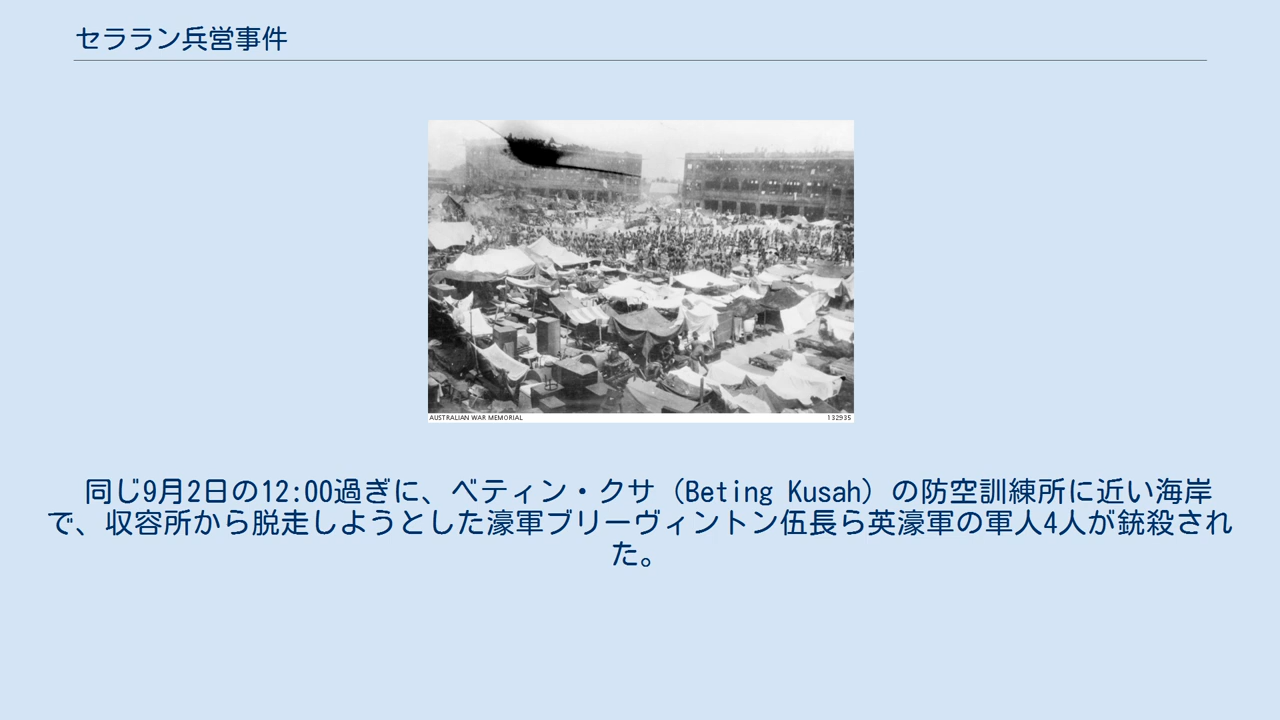 セララン兵営事件
AUSTRALIAN WAR MEMORIAL 132935
同じ9月2日の12:00過ぎに、ベティン・クサ（Beting Kusah）の防空訓練所に近い海岸
で、収容所から脱走しようとした濠軍ブリーヴィントン伍長ら英濠軍の軍人4人が銃殺され
た。